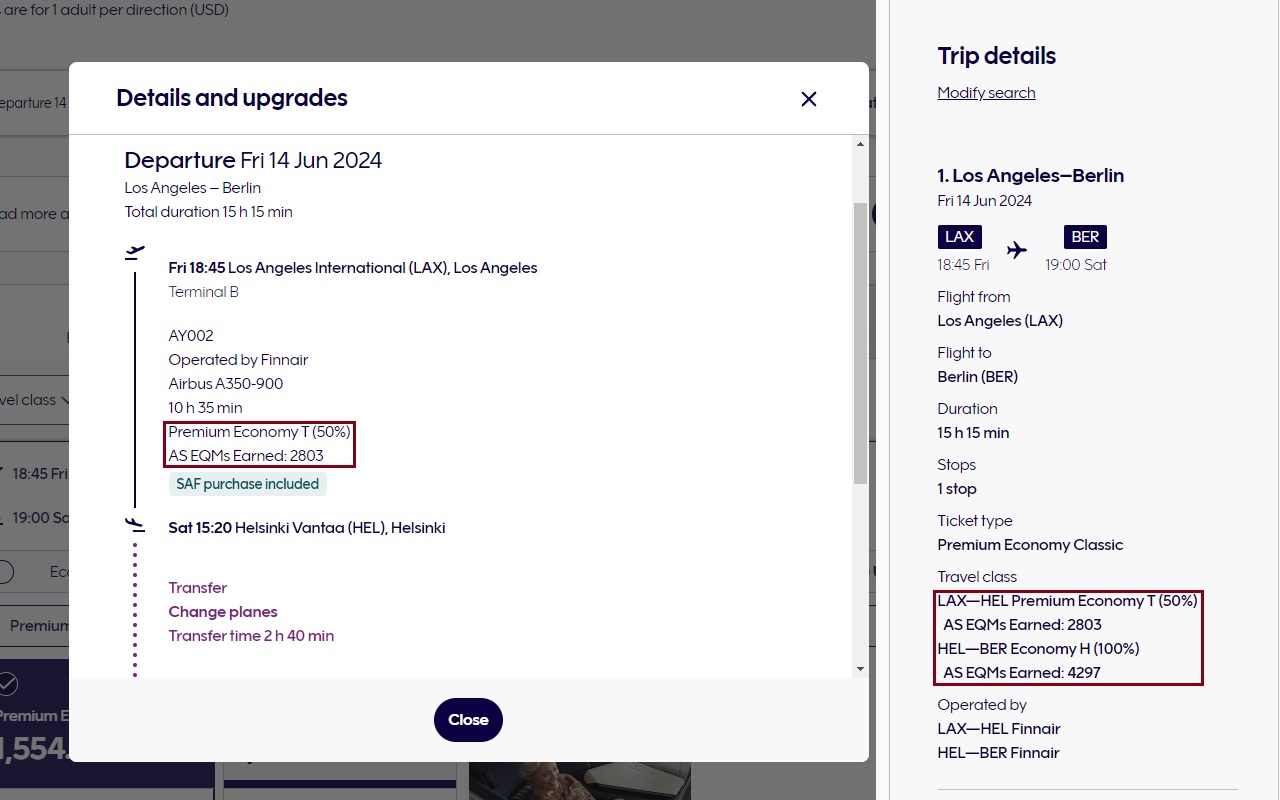 are for 1 adult per direction (USD)
eparture 14
ad more a
vel class
18:45 Fri
19:00 Sa
Premium
Premium E
1,554.
Details and upgrades
Departure Fri 14 Jun 2024
Los Angeles – Berlin
Total duration 15 h 15 min
Fri 18:45 Los Angeles International (LAX), Los Angeles
Terminal B
AY002
Operated by Finnair
Airbus A350-900
10 h 35 min
Premium Economy T (50%)
AS EQMs Earned: 2803
SAF purchase included
Sat 15:20 Helsinki Vantaa (HEL), Helsinki
Transfer
Change planes
Transfer time 2 h 40 min
Close
Trip details
Modify search
1. Los Angeles–Berlin
Fri 14 Jun 2024
LAX BER
18:45 Fri 19:00 Sat
Flight from
Los Angeles (LAX)
Flight to
Berlin (BER)
Duration
15 h 15 min
Stops
1 stop
Ticket type
Premium Economy Classic
Travel class
LAX—HEL Premium Economy T (50%)
AS EQMs Earned: 2803
HEL—BER Economy H (100%)
AS EQMs Earned: 4297
Operated by
LAX—HEL Finnair
HEL—BER Finnair